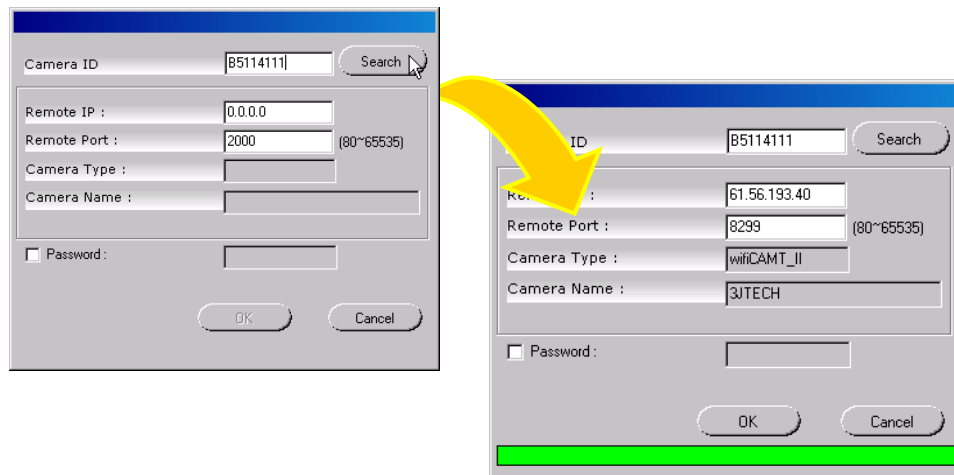 Camera ID B5114111 Search
Remote IP : 0.0.0.0
Remote Port : 2000 (80~65535)
Camera Type :
Camera Name :
Password :
OK Cancel
ID B5114111 Search
: 61.56.193.40
Remote Port : 8299 (80~65535)
Camera Type : wifiCAMT_II
Camera Name : 3JTECH
Password :
OK Cancel